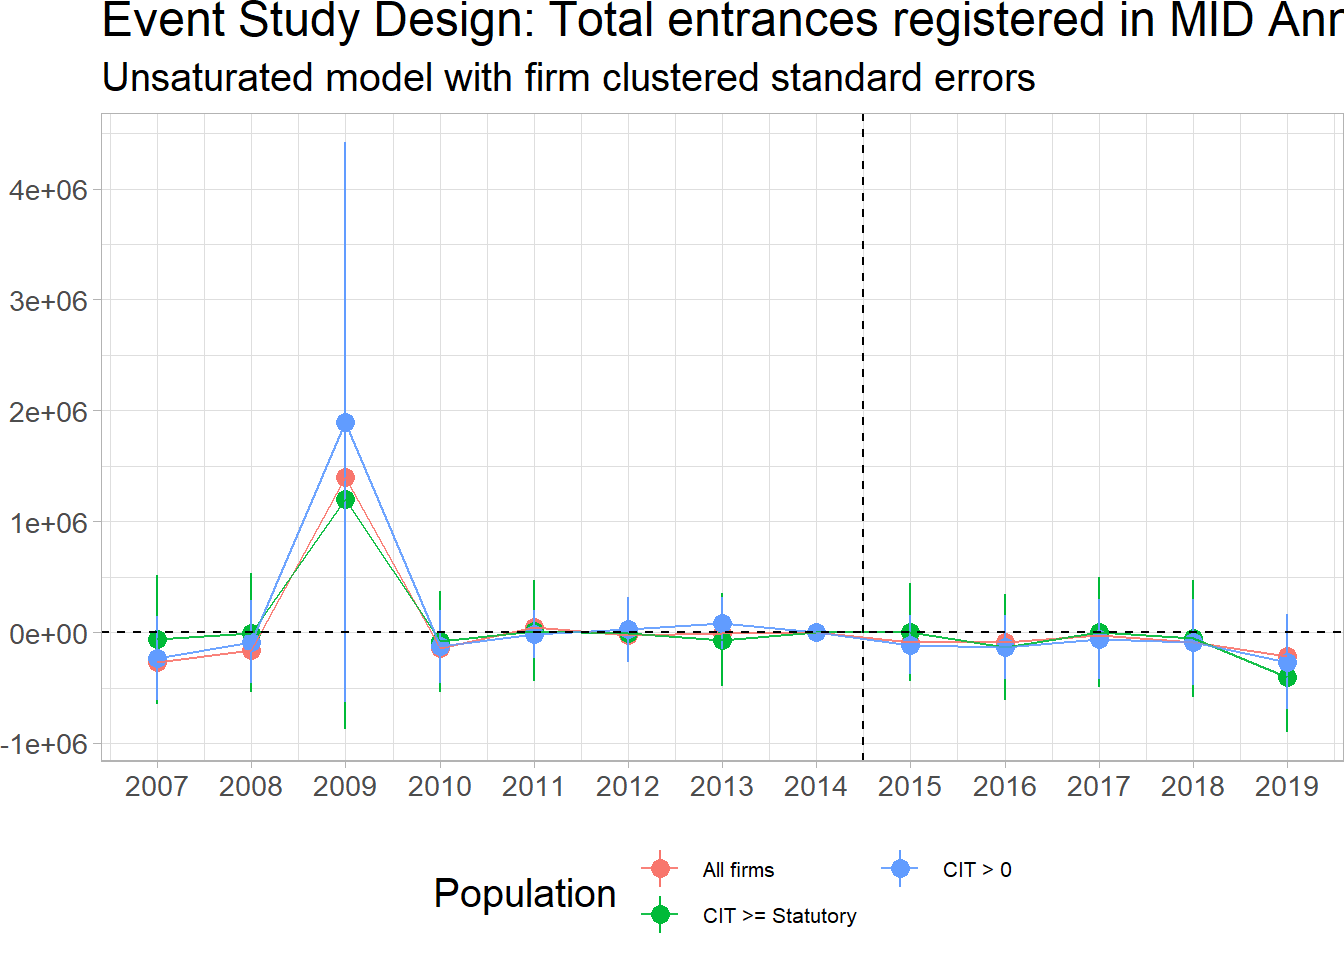 Event Study Design: Total entrances registered in MID Ann
Unsaturated model with firm clustered standard errors
4e+06
3e+06
2e+06
1e+06
0e+00
-1e+06
2007 2008 2009 2010 2011 2012 2013 2014 2015 2016 2017 2018 2019
Population
All firms
CIT >= Statutory
CIT > 0